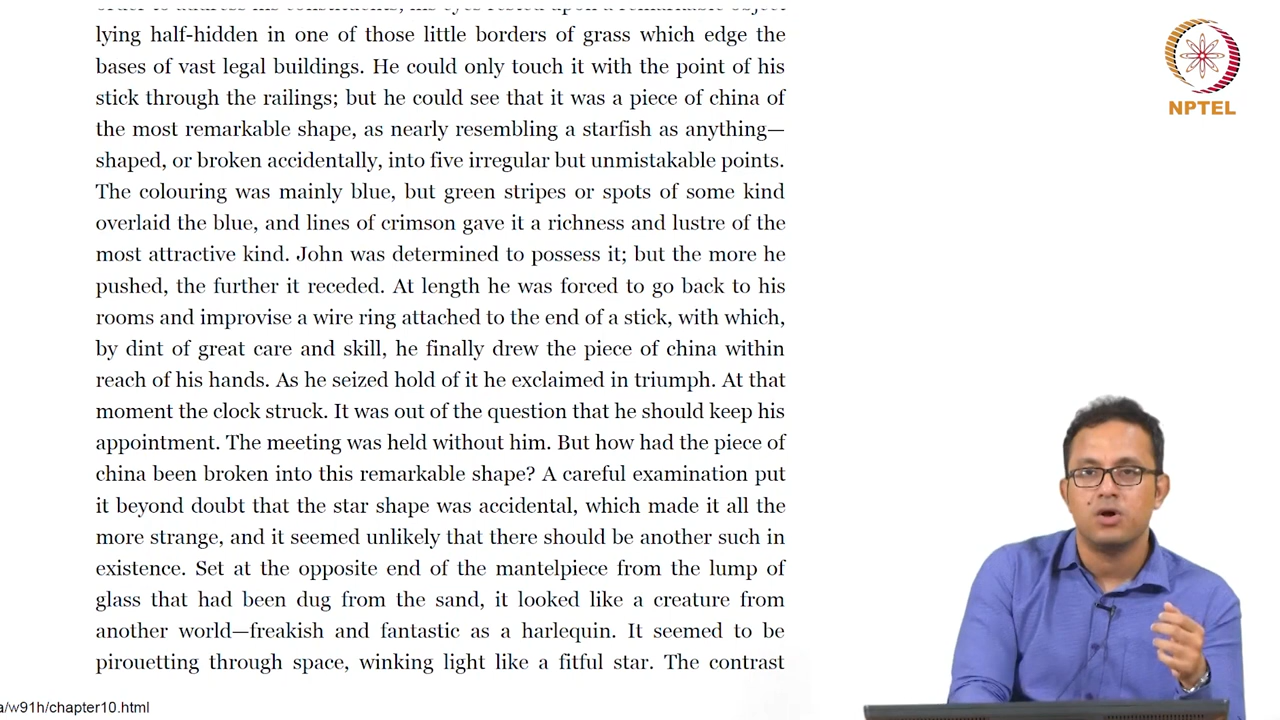 order to address his constituents, his eyes rested upon a remarkable object
lying half-hidden in one of those little borders of grass which edge the
bases of vast legal buildings. He could only touch it with the point of his
stick through the railings; but he could see that it was a piece of china of
the most remarkable shape, as nearly resembling a starfish as anything—
shaped, or broken accidentally, into five irregular but unmistakable points.
The colouring was mainly blue, but green stripes or spots of some kind
overlaid the blue, and lines of crimson gave it a richness and lustre of the
most attractive kind. John was determined to possess it; but the more he
pushed, the further it receded. At length he was forced to go back to his
rooms and improvise a wire ring attached to the end of a stick, with which,
by dint of great care and skill, he finally drew the piece of china within
reach of his hands. As he seized hold of it he exclaimed in triumph. At that
moment the clock struck. It was out of the question that he should keep his
appointment. The meeting was held without him. But how had the piece of
china been broken into this remarkable shape? A careful examination put
it beyond doubt that the star shape was accidental, which made it all the
more strange, and it seemed unlikely that there should be another such in
existence. Set at the opposite end of the mantelpiece from the lump of
glass that had been dug from the sand, it looked like a creature from
another world—freakish and fantastic as a harlequin. It seemed to be
pirouetting through space, winking light like a fitful star. The contrast
a/w91h/chapter10.html
NPTEL